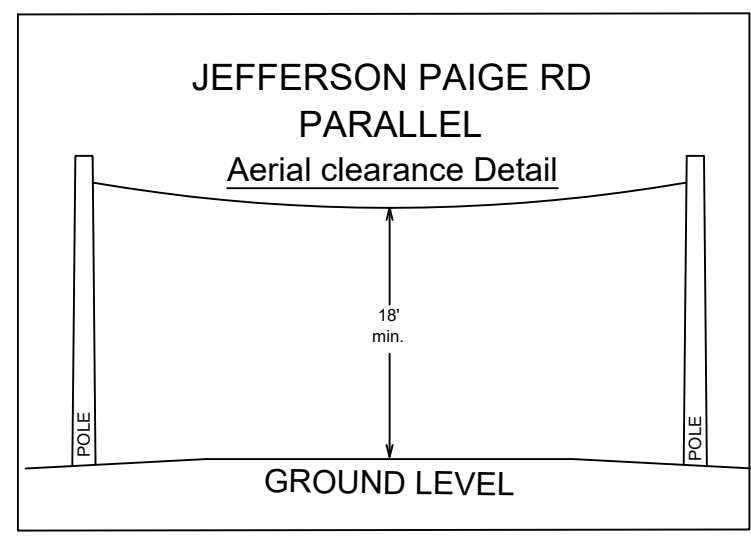 JEFFERSON PAIGE RD
PARALLEL
Aerial clearance Detail
18'
min.
POLE
POLE
GROUND LEVEL